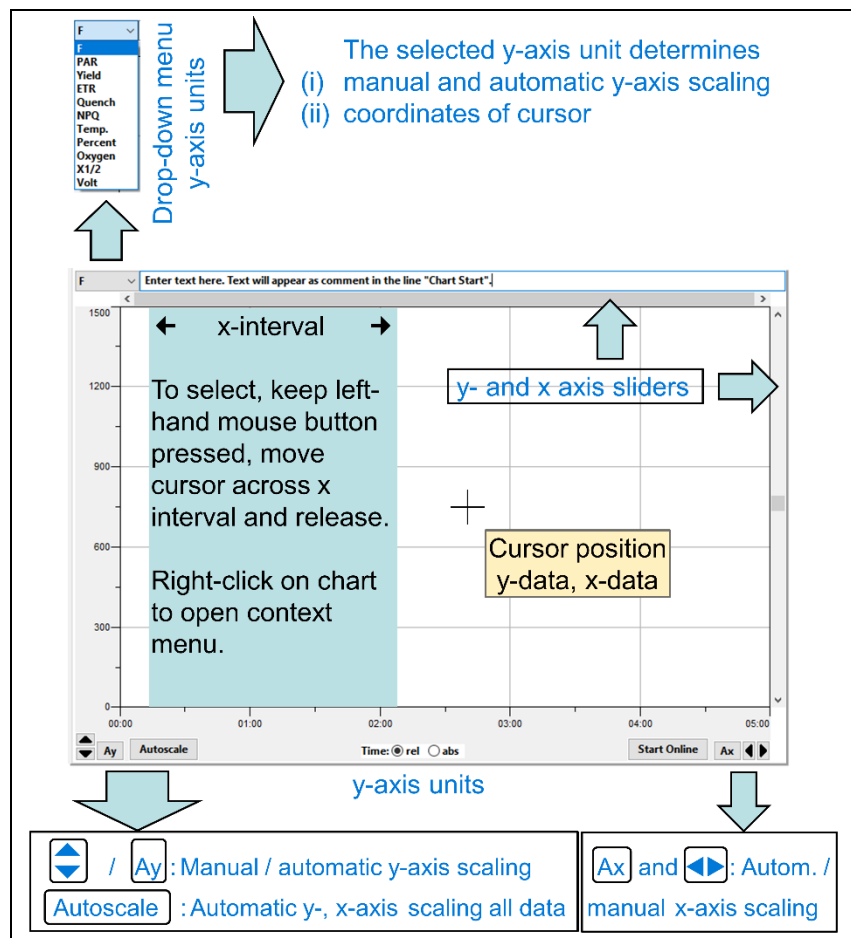 F
F
PAR
Yield
ETR
Quench
NPQ
Temp.
Percent
Oxygen
X1/2
Volt
Drop-down menu
y-axis units
The selected y-axis unit determines
(i) manual and automatic y-axis scaling
(ii) coordinates of cursor
F
Enter text here. Text will appear as comment in the line "Chart Start".
1500
1200
900
600
300
0
x-interval
To select, keep left-
hand mouse button
pressed, move
cursor across x
interval and release.
Right-click on chart
to open context
menu.
y- and x axis sliders
Cursor position
y-data, x-data
00:00 01:00 02:00 03:00 04:00 05:00
Ay Autoscale Time: rel abs Start Online Ax
y-axis units
/ Ay : Manual / automatic y-axis scaling
Autoscale : Automatic y-, x-axis scaling all data
Ax and : Autom. /
manual x-axis scaling